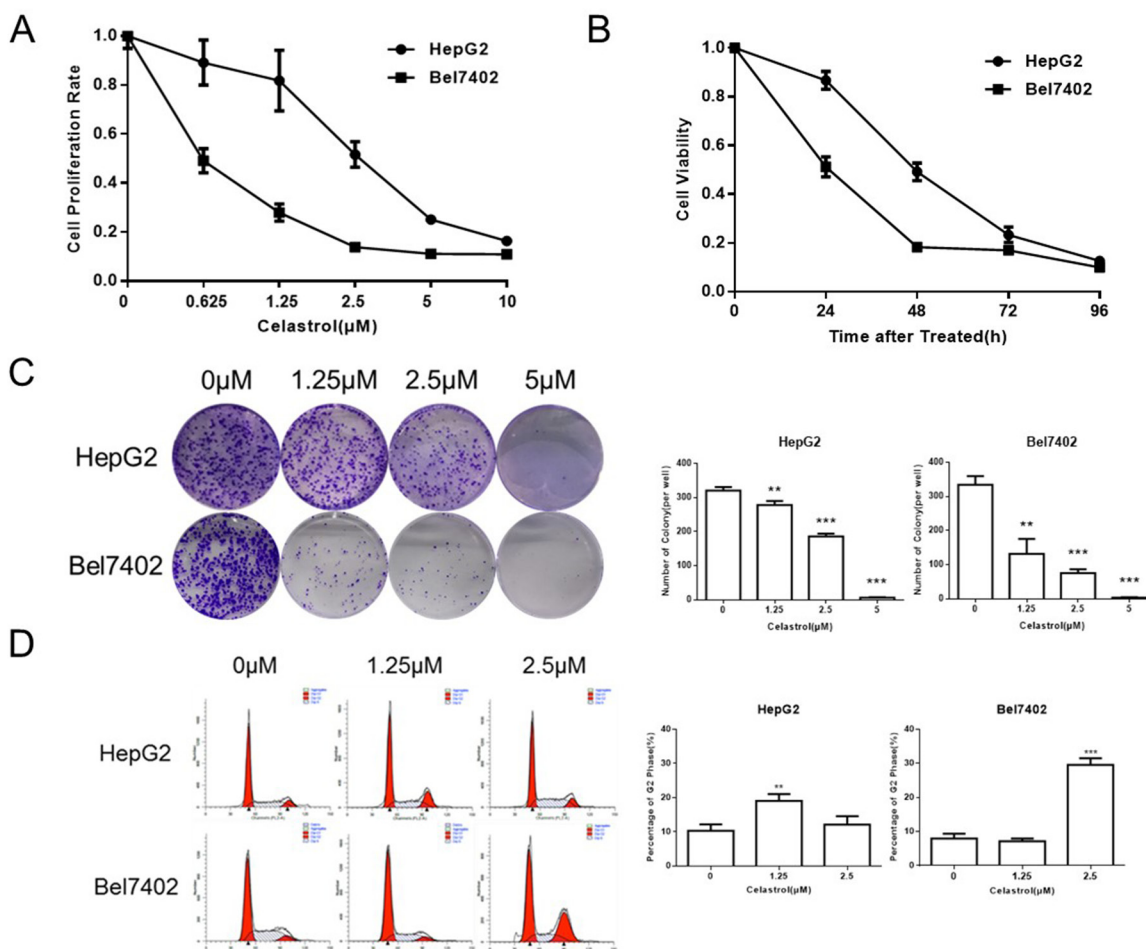 A
HepG2
Bel7402
Cell Proliferation Rate
1.0
0.8
0.6
0.4
0.2
0.0
0 0.625 1.25 2.5 5 10
Celastrol(μM)
B
HepG2
Bel7402
Cell Viability
1.0
0.8
0.6
0.4
0.2
0.0
0 24 48 72 96
Time after Treated(h)
C
0μM 1.25μM 2.5μM 5μM
HepG2
Bel7402
HepG2
Number of Colony(per well)
400
300
200
100
0
** *** ***
0 1.25 2.5 5
Celastrol(μM)
Bel7402
Number of Colony(per well)
400
300
200
100
0
** *** ***
0 1.25 2.5 5
Celastrol(μM)
D
0μM 1.25μM 2.5μM
HepG2
Bel7402
HepG2
Percentage of G2 Phase(%)
40
30
20
10
0
**
0 1.25 2.5
Celastrol(μM)
Bel7402
Percentage of G2 Phase(%)
40
30
20
10
0
***
0 1.25 2.5
Celastrol(μM)